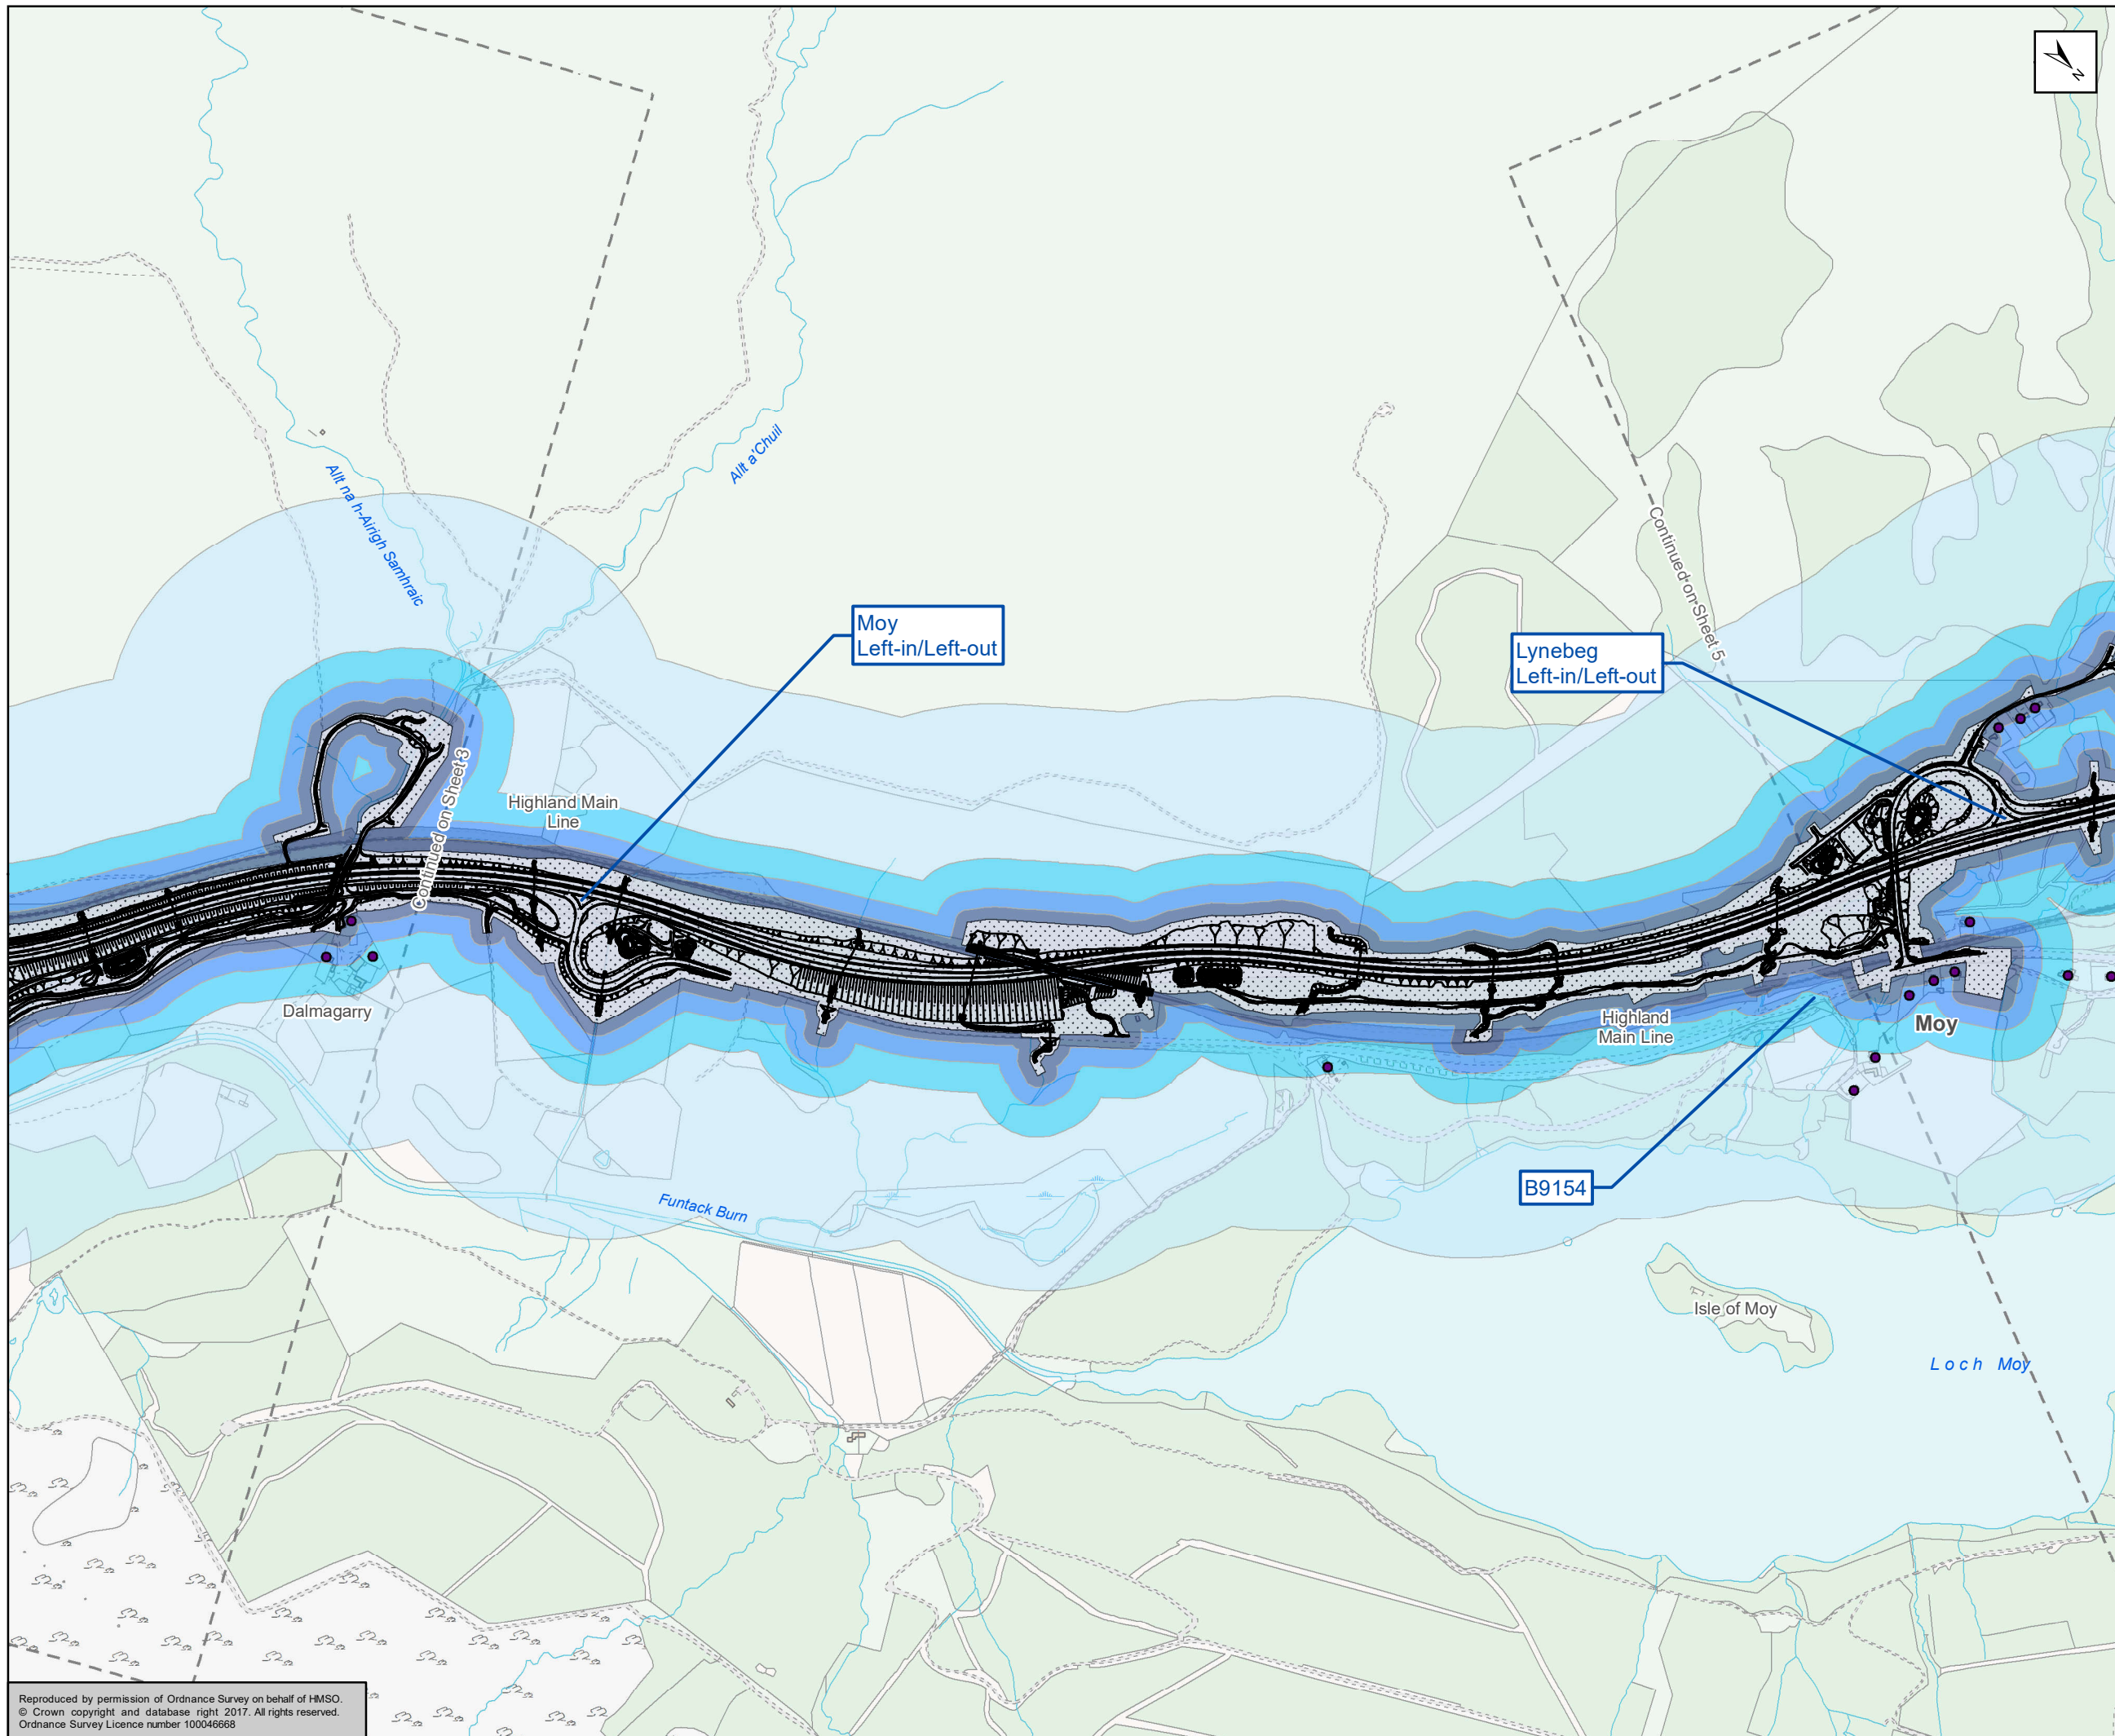 N
Allt a'Chuil
Allt na h-Airigh Samhraic
Continued on Sheet 5
Moy
Left-in/Left-out
Lynebeg
Left-in/Left-out
Continued on Sheet 3
Highland Main
Line
Dalmagarry
Highland
Main Line
Moy
B9154
Funtack Burn
Isle of Moy
Loch Moy
Reproduced by permission of Ordnance Survey on behalf of HMSO.
© Crown copyright and database right 2017. All rights reserved.
Ordnance Survey Licence number 100046668